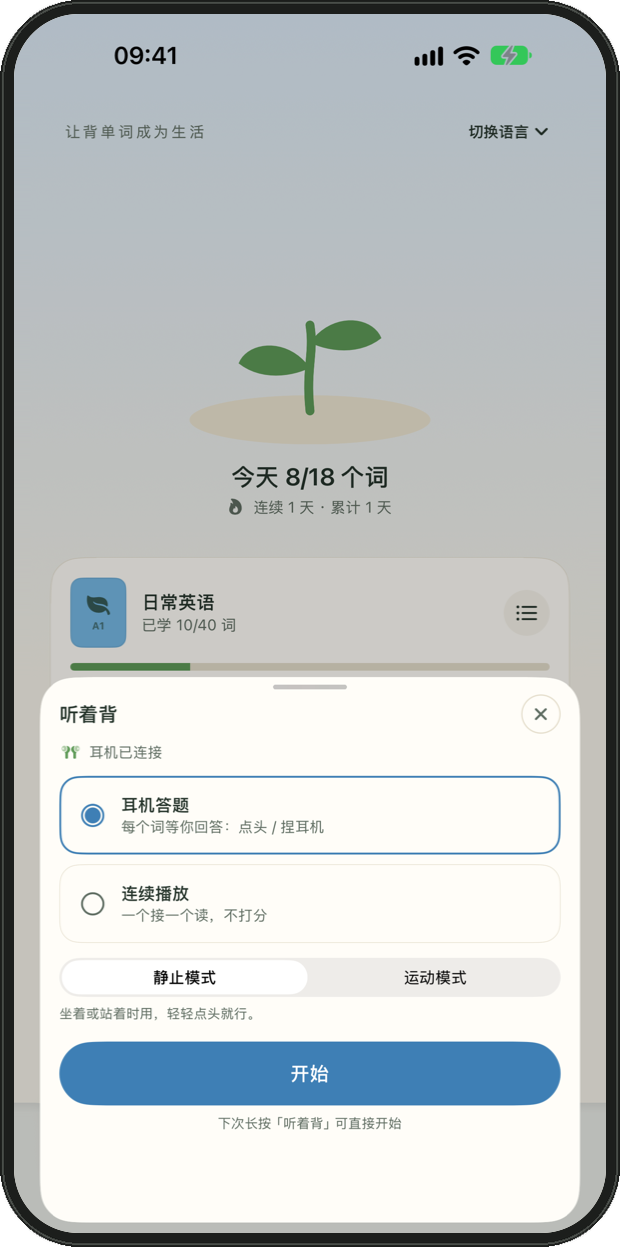 09:41
让背单词成为生活
切换语言
今天 8/18 个词
连续 1 天 · 累计 1 天
日常英语
A1
已学 10/40 词
听着背
耳机已连接
耳机答题
每个词等你回答：点头 / 捏耳机
连续播放
一个接一个读，不打分
静止模式
运动模式
坐着或站着时用，轻轻点头就行。
开始
下次长按「听着背」可直接开始